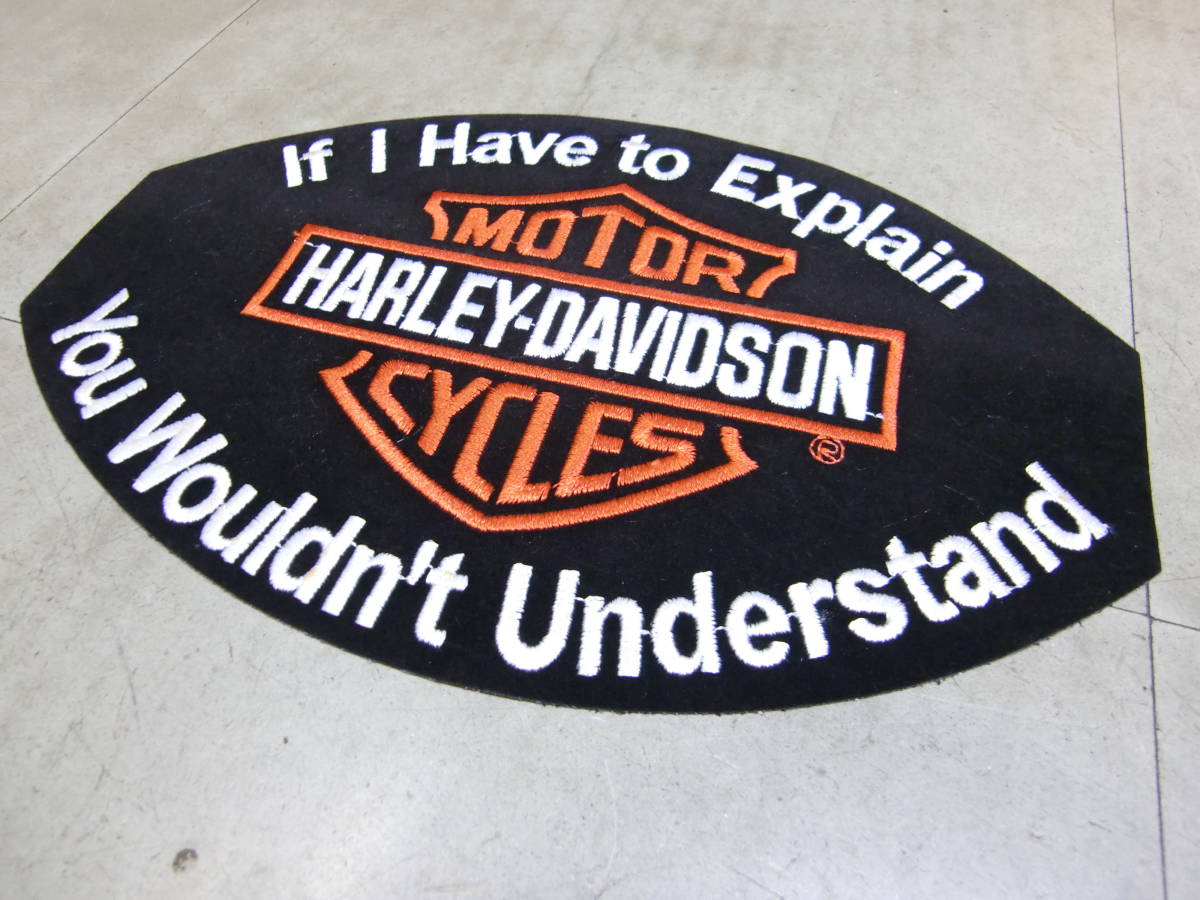 If I Have to Explain
MOTOR
HARLEY-DAVIDSON
CYCLES
®
You Wouldn't Understand